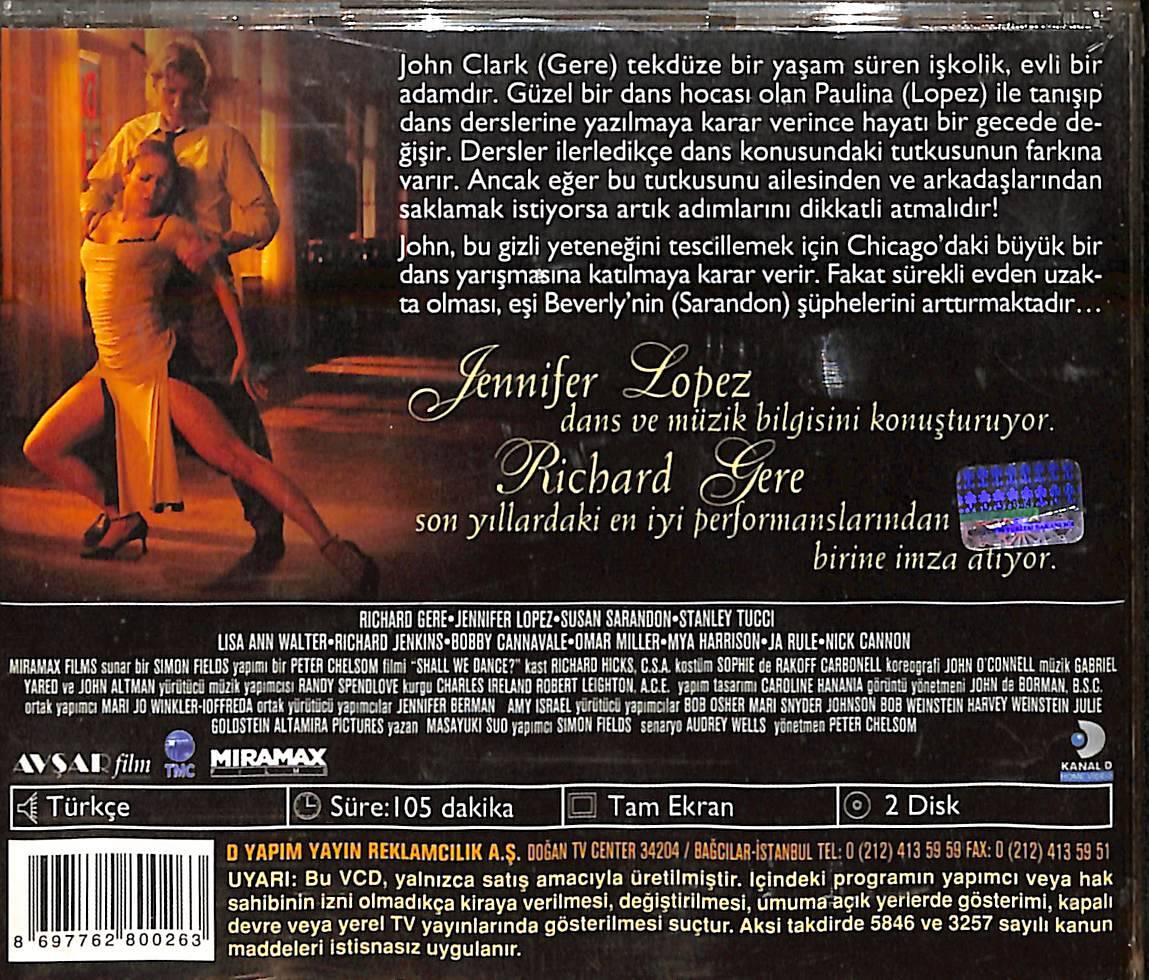 John Clark (Gere) tekdüze bir yaşam süren işkolik, evli bir
adamdır. Güzel bir dans hocası olan Paulina (Lopez) ile tanışıp
dans derslerine yazılmaya karar verince hayatı bir gecede de-
ğişir. Dersler ilerledikçe dans konusundaki tutkusunun farkına
varır. Ancak eğer bu tutkusunu ailesinden ve arkadaşlarından
saklamak istiyorsa artık adımlarını dikkatli atmalıdır!
John, bu gizli yeteneğini tescillemek için Chicago'daki büyük bir
dans yarışmasına katılmaya karar verir. Fakat sürekli evden uzak-
ta olması, eşi Beverly'nin (Sarandon) şüphelerini arttırmaktadır...
Jennifer Lopez
dans ve müzik bilgisini konuşturuyor.
Richard Gere
son yıllardaki en iyi performanslarından
birine imza atıyor.
RICHARD GERE•JENNIFER LOPEZ•SUSAN SARANDON•STANLEY TUCCI
LISA ANN WALTER•RICHARD JENKINS•BOBBY CANNAVALE•OMAR MILLER•MYA HARRISON•JA RULE•NICK CANNON
MIRAMAX FILMS sunar bir SIMON FIELDS yapımı bir PETER CHELSOM filmi "SHALL WE DANCE?" kast RICHARD HICKS, C.S.A. kostüm SOPHIE de RAKOFF CARBONELL koreografi JOHN O'CONNELL müzik GABRIEL
YARED ve JOHN ALTMAN yürütücü müzik yapımcısı RANDY SPENDLOVE kurgu CHARLES IRELAND ROBERT LEIGHTON, A.C.E. yapım tasarımı CAROLINE HANANIA görüntü yönetmeni JOHN de BORMAN, B.S.C.
ortak yapımcı MARI JO WINKLER-IOFFREDA ortak yürütücü yapımcılar JENNIFER BERMAN AMY ISRAEL yürütücü yapımcılar BOB OSHER MARI SNYDER JOHNSON BOB WEINSTEIN HARVEY WEINSTEIN JULIE
GOLDSTEIN ALTAMIRA PICTURES yazan MASAYUKI SUO yapımcı SIMON FIELDS senaryo AUDREY WELLS yönetmen PETER CHELSOM
AVŞAR film TMC MIRAMAX FILMS
KANAL D
HOME VIDEO
Türkçe Süre:105 dakika Tam Ekran 2 Disk
D YAPIM YAYIN REKLAMCILIK A.Ş. DOĞAN TV CENTER 34204 / BAĞCILAR-İSTANBUL TEL: 0 (212) 413 59 59 FAX: 0 (212) 413 59 51
UYARI: Bu VCD, yalnızca satış amacıyla üretilmiştir. İçindeki programın yapımcı veya hak
sahibinin izni olmadıkça kiraya verilmesi, değiştirilmesi, umuma açık yerlerde gösterimi, kapalı
devre veya yerel TV yayınlarında gösterilmesi suçtur. Aksi takdirde 5846 ve 3257 sayılı kanun
maddeleri istisnasız uygulanır.
8 697762 800263